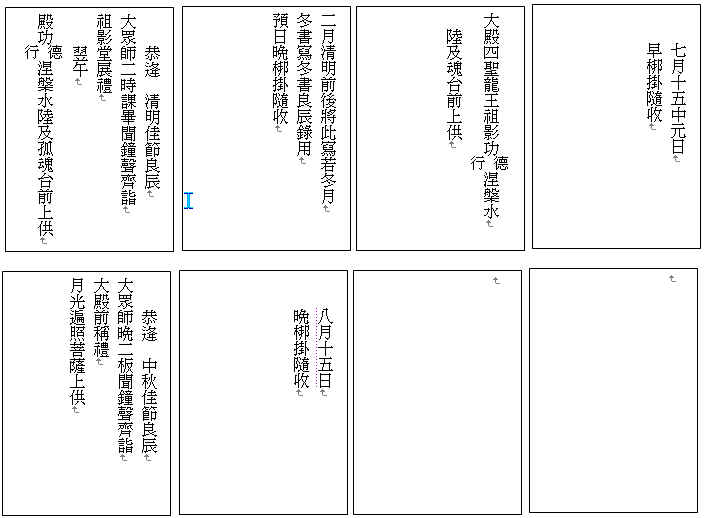 七月十五中元日
早梆掛隨收
大殿四聖龍王祖影功德行涅槃水
陸及魂台前上供
二月清明前後將此寫若冬月
冬書寫冬書良辰錄用
預日晚梆掛隨收
恭逢　清明佳節良辰
大眾師二時課畢聞鐘聲齊詣
祖影堂展禮
翌午
殿功德行涅槃水陸及孤魂台前上供
八月十五日
晚梆掛隨收
恭逢　中秋佳節良辰
大眾師晚二板聞鐘聲齊詣
大殿前稱禮
月光遍照菩薩上供